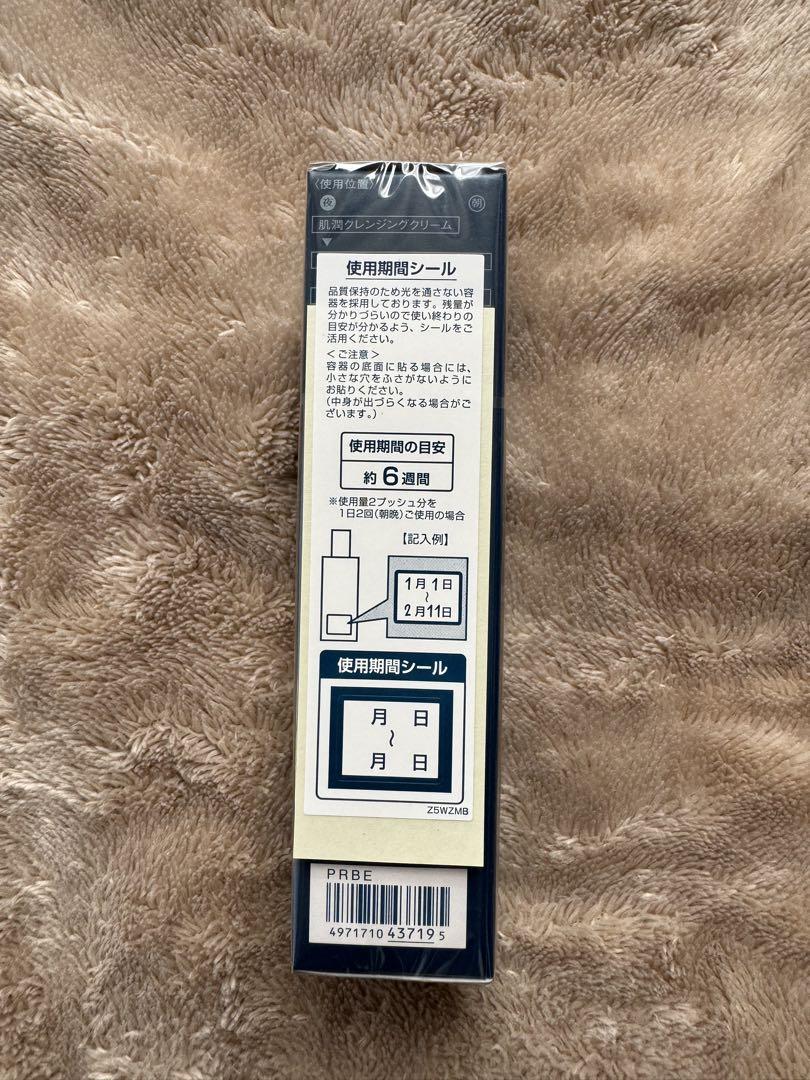 〈使用位置〉
夜 朝
肌潤クレンジングクリーム
▼
使用期間シール
品質保持のため光を通さない容
器を採用しております。残量が
分かりづらいので使い終わりの
目安が分かるよう、シールをご
活用ください。
＜ご注意＞
容器の底面に貼る場合には、
小さな穴をふさがないように
お貼りください。
（中身が出づらくなる場合がご
ざいます。）
使用期間の目安
約6週間
※使用量2プッシュ分を
1日2回(朝晩)ご使用の場合
【記入例】
1月1日
～
2月11日
使用期間シール
月 日
～
月 日
Z5WZMB
PRBE
4971710 43719 5